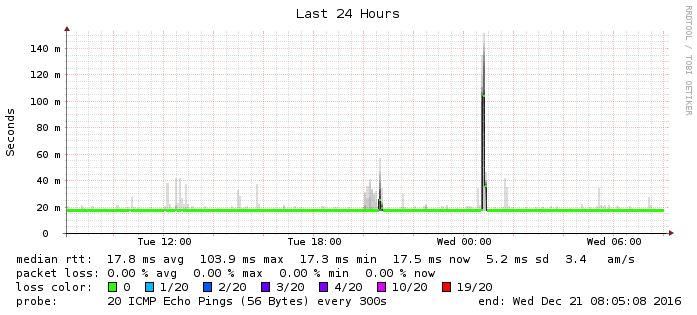 Last 24 Hours
RRDTOOL / TOBI OETIKER
Seconds
140 m
120 m
100 m
80 m
60 m
40 m
20 m
0
Tue 12:00 Tue 18:00 Wed 00:00 Wed 06:00
median rtt: 17.8 ms avg 103.9 ms max 17.3 ms min 17.5 ms now 5.2 ms sd 3.4 am/s
packet loss: 0.00 % avg 0.00 % max 0.00 % min 0.00 % now
loss color: 0 1/20 2/20 3/20 4/20 10/20 19/20
probe: 20 ICMP Echo Pings (56 Bytes) every 300s end: Wed Dec 21 08:05:08 2016